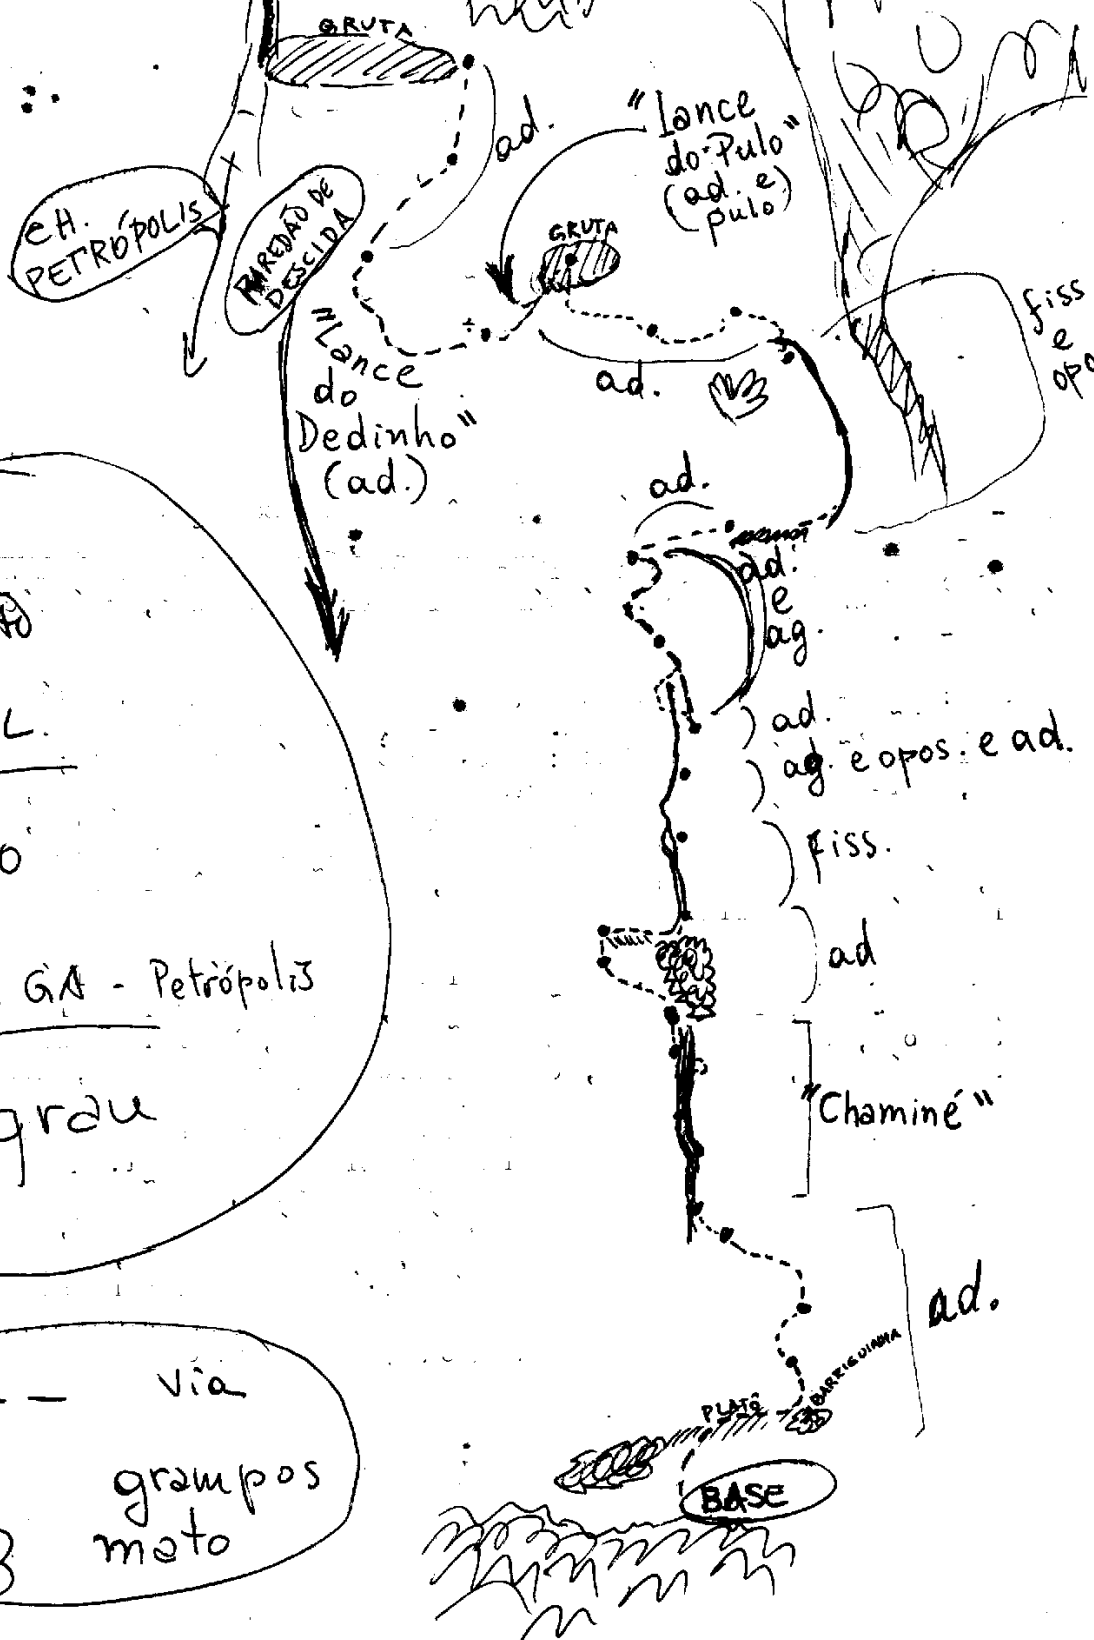 GRUTA
ad.
"Lance
do Pulo"
(ad. e
pulo)
CH.
PETRÓPOLIS
PAREDÃO DE
DESCIDA
GRUTA
fiss
e
opo
"Lance
do
Dedinho"
(ad.)
ad.
ad.
ad.
e
ag.
ad.
ag. e opos. e ad.
fiss.
L.
O
GA - Petrópolis
grau
ad
"Chaminé"
ad.
BARRIGUINHA
PLATÔ
BASE
-- via
grampos
mato